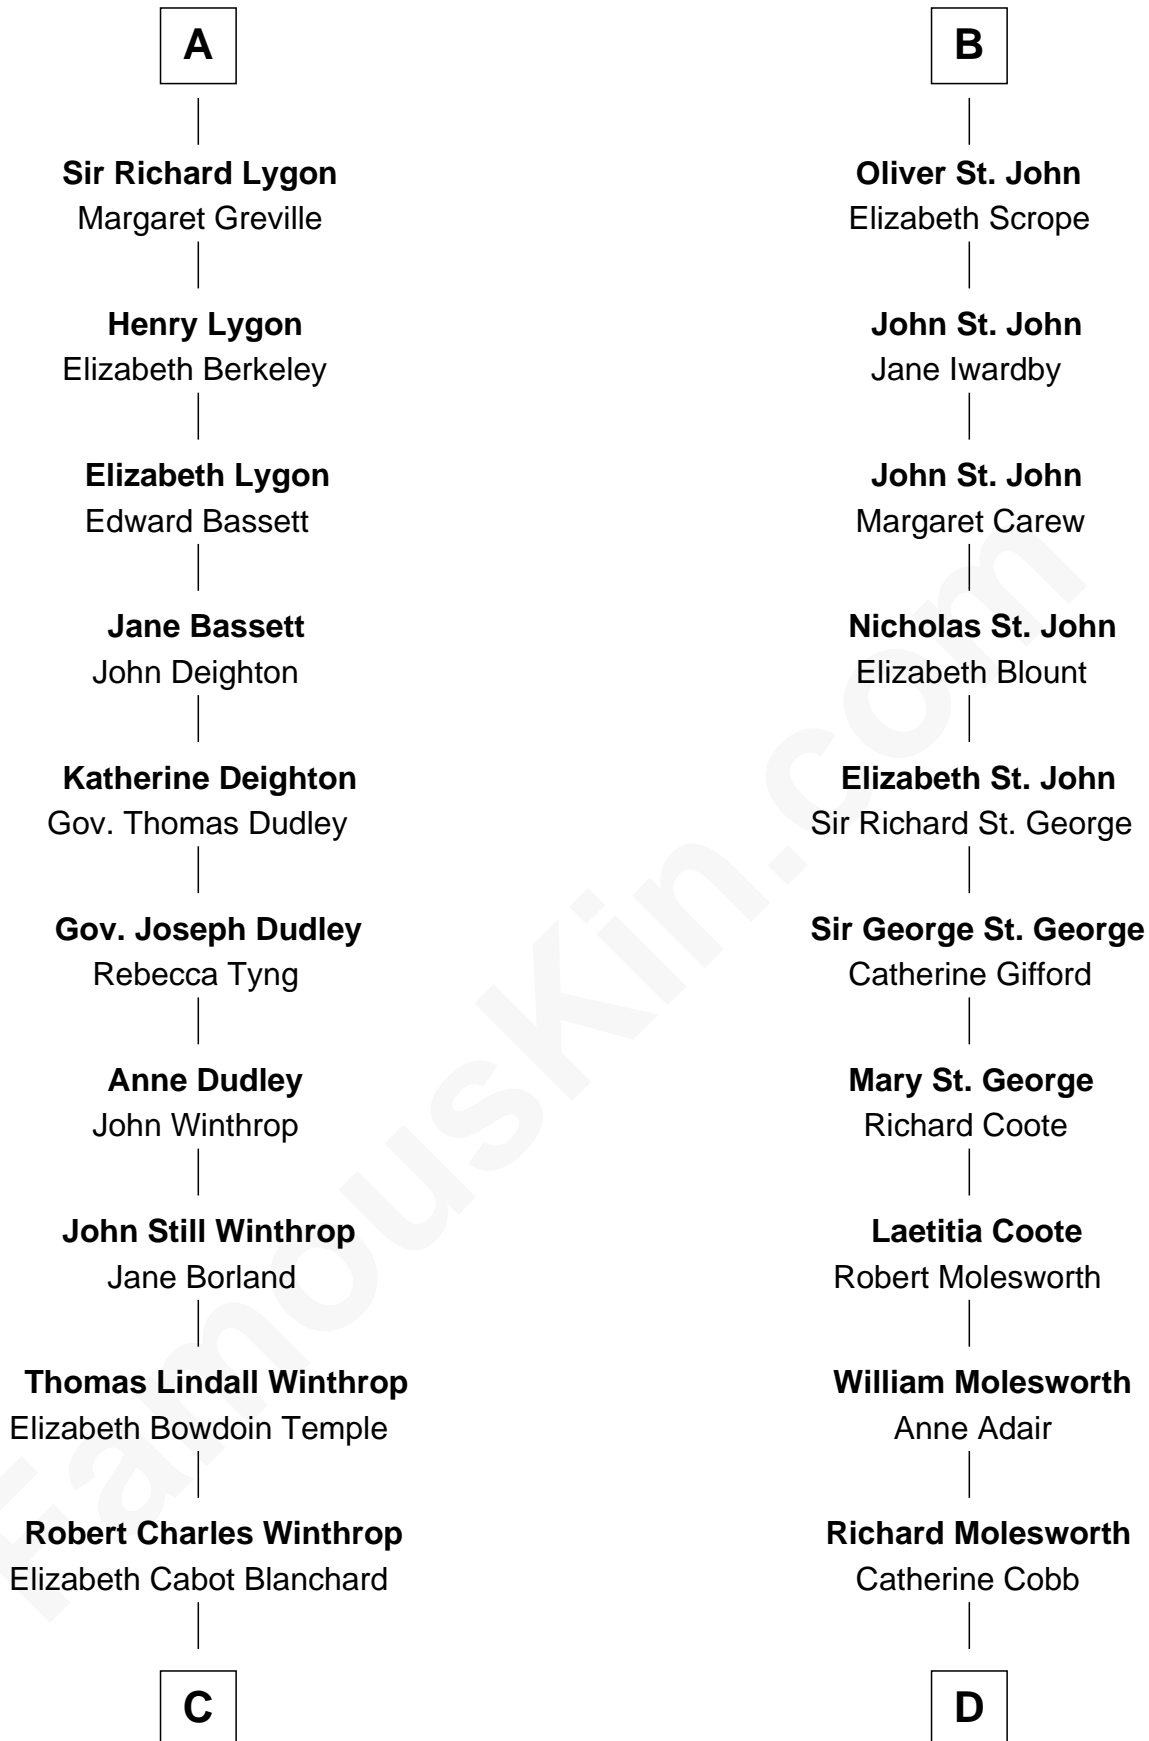 A
Sir Richard Lygon
Margaret Greville
Henry Lygon
Elizabeth Berkeley
Elizabeth Lygon
Edward Bassett
Jane Bassett
John Deighton
Katherine Deighton
Gov. Thomas Dudley
Gov. Joseph Dudley
Rebecca Tyng
Anne Dudley
John Winthrop
John Still Winthrop
Jane Borland
Thomas Lindall Winthrop
Elizabeth Bowdoin Temple
Robert Charles Winthrop
Elizabeth Cabot Blanchard
C
B
Oliver St. John
Elizabeth Scrope
John St. John
Jane Iwardby
John St. John
Margaret Carew
Nicholas St. John
Elizabeth Blount
Elizabeth St. John
Sir Richard St. George
Sir George St. George
Catherine Gifford
Mary St. George
Richard Coote
Laetitia Coote
Robert Molesworth
William Molesworth
Anne Adair
Richard Molesworth
Catherine Cobb
D
FamousKin.com